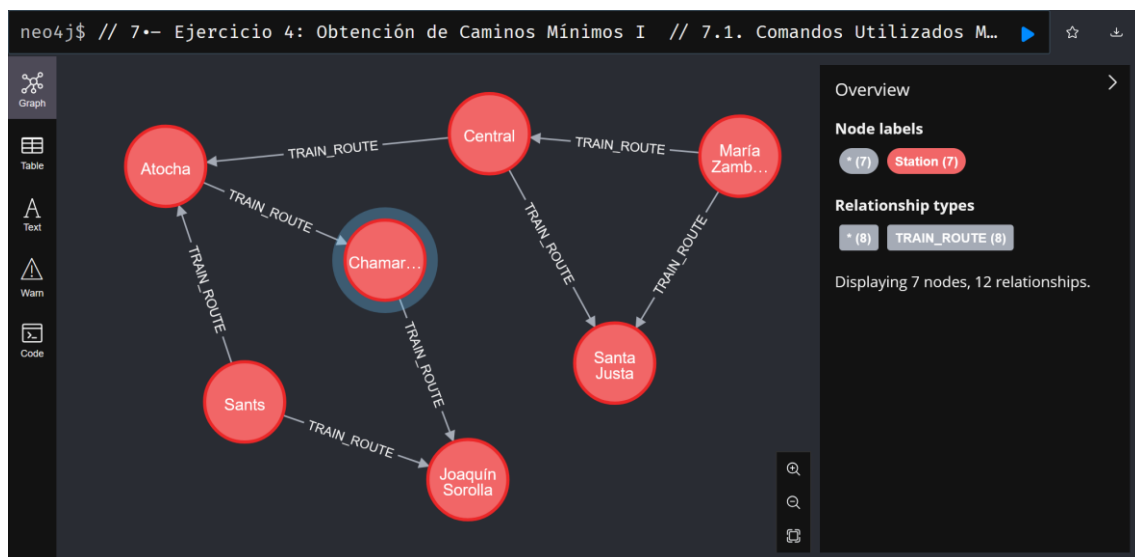 neo4j$ // 7•— Ejercicio 4: Obtención de Caminos Mínimos I // 7.1. Comandos Utilizados M…
Graph
Table
Text
Warn
Code
Atocha
TRAIN_ROUTE
Central
TRAIN_ROUTE
María
Zamb…
TRAIN_ROUTE
Chamar…
TRAIN_ROUTE
TRAIN_ROUTE
TRAIN_ROUTE
TRAIN_ROUTE
Santa
Justa
Sants
TRAIN_ROUTE
Joaquín
Sorolla
Overview
Node labels
* (7)
Station (7)
Relationship types
* (8)
TRAIN_ROUTE (8)
Displaying 7 nodes, 12 relationships.